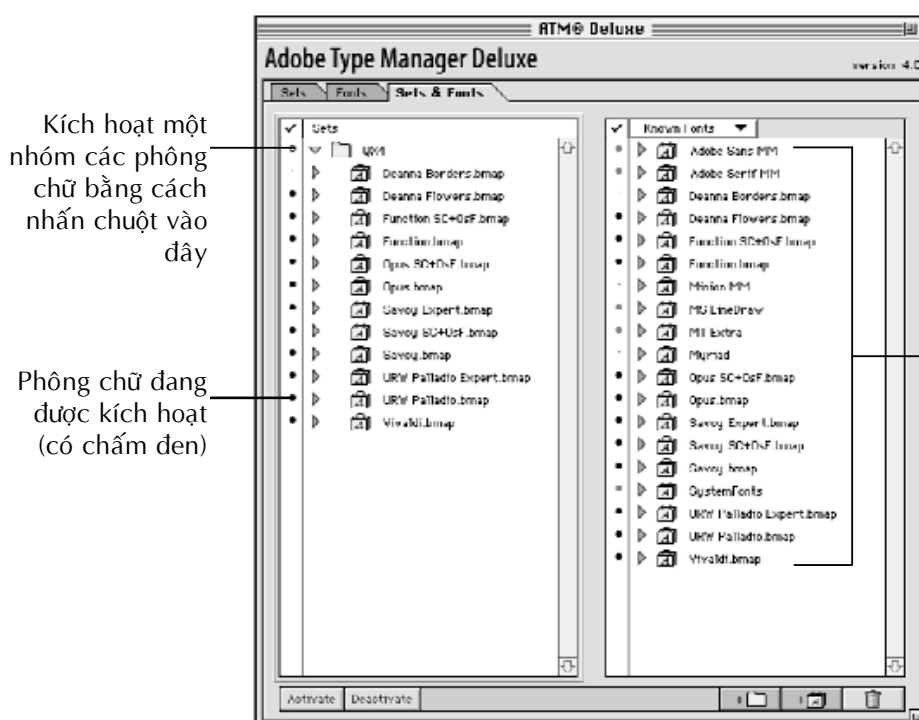 ATM® Deluxe
Adobe Type Manager Deluxe
version 4.0
Sets
Fonts
Sets & Fonts
Kích hoạt một
nhóm các phông
chữ bằng cách
nhấn chuột vào
đây
Phông chữ đang
được kích hoạt
(có chấm đen)
Sets
Deanna Borders.bmap
Deanna Flowers.bmap
Function SC+OsF.bmap
Function.bmap
Opus SC+OsF.bmap
Opus.bmap
Savoy Expert.bmap
Savoy SC+OsF.bmap
Savoy.bmap
URW Palladio Expert.bmap
URW Palladio.bmap
Vivaldi.bmap
Known Fonts
Adobe Sans MM
Adobe Serif MM
Deanna Borders.bmap
Deanna Flowers.bmap
Function SC+OsF.bmap
Function.bmap
Minion MM
MS LineDraw
MT Extra
Myriad
Opus SC+OsF.bmap
Opus.bmap
Savoy Expert.bmap
Savoy SC+OsF.bmap
Savoy.bmap
SystemFonts
URW Palladio Expert.bmap
URW Palladio.bmap
Vivaldi.bmap
Activate
Deactivate